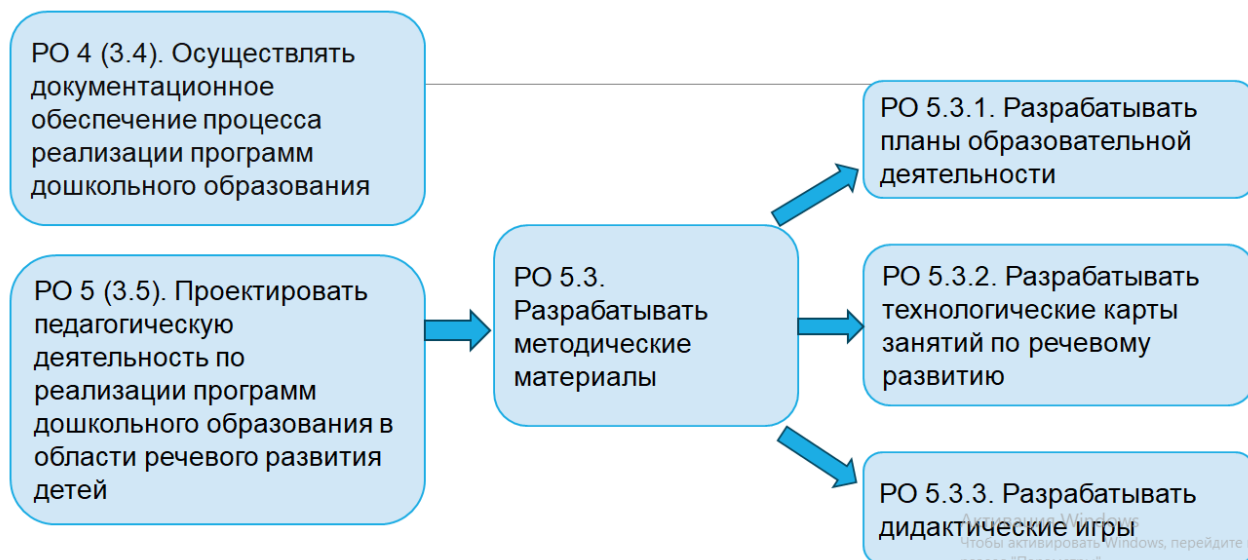 РО 4 (3.4). Осуществлять
документационное
обеспечение процесса
реализации программ
дошкольного образования
РО 5 (3.5). Проектировать
педагогическую
деятельность по
реализации программ
дошкольного образования в
области речевого развития
детей
РО 5.3.
Разрабатывать
методические
материалы
РО 5.3.1. Разрабатывать
планы образовательной
деятельности
РО 5.3.2. Разрабатывать
технологические карты
занятий по речевому
развитию
РО 5.3.3. Разрабатывать
дидактические игры
Активация Windows
Чтобы активировать Windows, перейдите